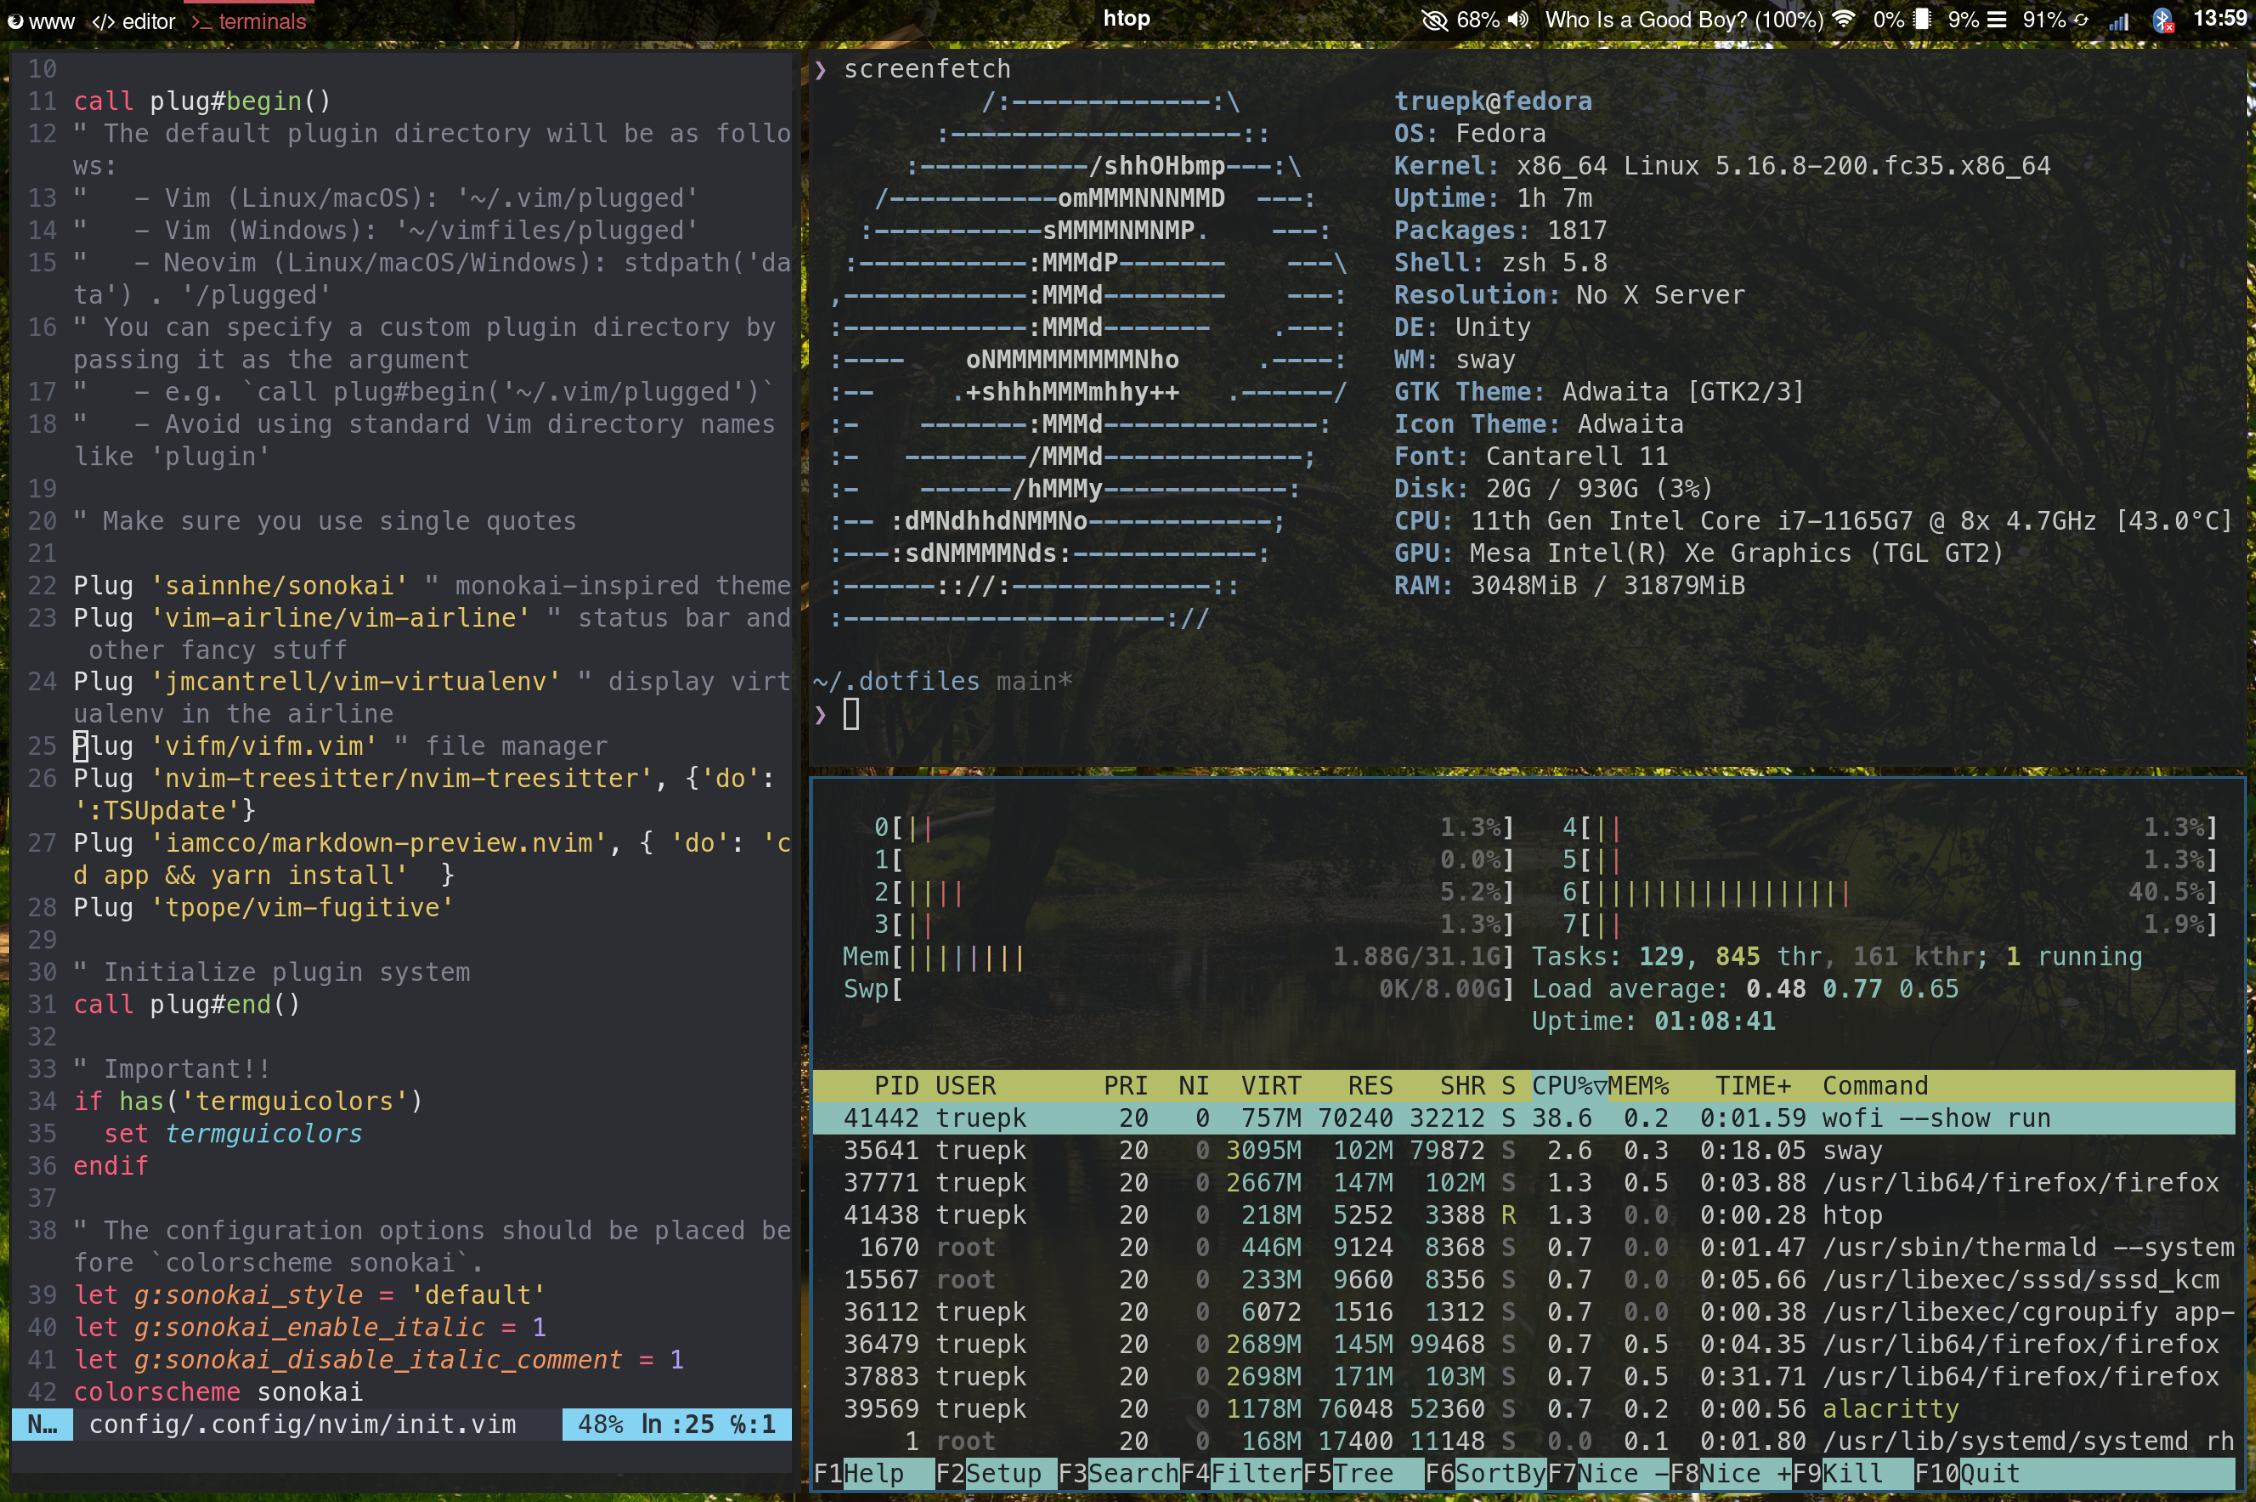 www </> editor >_ terminals
htop
68% Who Is a Good Boy? (100%) 0% 9% 91% 13:59
10
11 call plug#begin()
12 " The default plugin directory will be as follo
ws:
13 "   - Vim (Linux/macOS): '~/.vim/plugged'
14 "   - Vim (Windows): '~/vimfiles/plugged'
15 "   - Neovim (Linux/macOS/Windows): stdpath('da
ta') . '/plugged'
16 " You can specify a custom plugin directory by
passing it as the argument
17 "   - e.g. `call plug#begin('~/.vim/plugged')`
18 "   - Avoid using standard Vim directory names
like 'plugin'
19
20 " Make sure you use single quotes
21
22 Plug 'sainnhe/sonokai' " monokai-inspired theme
23 Plug 'vim-airline/vim-airline' " status bar and
other fancy stuff
24 Plug 'jmcantrell/vim-virtualenv' " display virt
ualenv in the airline
25 Plug 'vifm/vifm.vim' " file manager
26 Plug 'nvim-treesitter/nvim-treesitter', {'do':
':TSUpdate'}
27 Plug 'iamcco/markdown-preview.nvim', { 'do': 'c
d app && yarn install'  }
28 Plug 'tpope/vim-fugitive'
29
30 " Initialize plugin system
31 call plug#end()
32
33 " Important!!
34 if has('termguicolors')
35   set termguicolors
36 endif
37
38 " The configuration options should be placed be
fore `colorscheme sonokai`.
39 let g:sonokai_style = 'default'
40 let g:sonokai_enable_italic = 1
41 let g:sonokai_disable_italic_comment = 1
42 colorscheme sonokai
N… config/.config/nvim/init.vim 48% ln :25 ℅:1
❯ screenfetch
/:-------------:\ truepk@fedora
:-------------------:: OS: Fedora
:-----------/shhOHbmp---:\ Kernel: x86_64 Linux 5.16.8-200.fc35.x86_64
/-----------omMMMNNNMMD  ---: Uptime: 1h 7m
:-----------sMMMMNMNMP.    ---: Packages: 1817
:-----------:MMMdP-------    ---\ Shell: zsh 5.8
,------------:MMMd--------    ---: Resolution: No X Server
:------------:MMMd-------    .---: DE: Unity
:----    oNMMMMMMMMMNho     .----: WM: sway
:--     .+shhhMMMmhhy++   .------/ GTK Theme: Adwaita [GTK2/3]
:-    -------:MMMd--------------: Icon Theme: Adwaita
:-   --------/MMMd-------------; Font: Cantarell 11
:-    ------/hMMMy------------: Disk: 20G / 930G (3%)
:-- :dMNdhhdNMMNo------------; CPU: 11th Gen Intel Core i7-1165G7 @ 8x 4.7GHz [43.0°C]
:---:sdNMMMMNds:------------: GPU: Mesa Intel(R) Xe Graphics (TGL GT2)
:------:://:-------------:: RAM: 3048MiB / 31879MiB
:---------------------://
~/.dotfiles main*
❯
0[|| 1.3%] 4[|| 1.3%]
1[ 0.0%] 5[|| 1.3%]
2[|||| 5.2%] 6[||||||||||||||||| 40.5%]
3[|| 1.3%] 7[|| 1.9%]
Mem[|||||||| 1.88G/31.1G] Tasks: 129, 845 thr, 161 kthr; 1 running
Swp[ 0K/8.00G] Load average: 0.48 0.77 0.65
Uptime: 01:08:41
PID USER PRI NI VIRT RES SHR S CPU%▽MEM% TIME+ Command
41442 truepk 20 0 757M 70240 32212 S 38.6 0.2 0:01.59 wofi --show run
35641 truepk 20 0 3095M 102M 79872 S 2.6 0.3 0:18.05 sway
37771 truepk 20 0 2667M 147M 102M S 1.3 0.5 0:03.88 /usr/lib64/firefox/firefox
41438 truepk 20 0 218M 5252 3388 R 1.3 0.0 0:00.28 htop
1670 root 20 0 446M 9124 8368 S 0.7 0.0 0:01.47 /usr/sbin/thermald --system
15567 root 20 0 233M 9660 8356 S 0.7 0.0 0:05.66 /usr/libexec/sssd/sssd_kcm
36112 truepk 20 0 6072 1516 1312 S 0.7 0.0 0:00.38 /usr/libexec/cgroupify app-
36479 truepk 20 0 2689M 145M 99468 S 0.7 0.5 0:04.35 /usr/lib64/firefox/firefox
37883 truepk 20 0 2698M 171M 103M S 0.7 0.5 0:31.71 /usr/lib64/firefox/firefox
39569 truepk 20 0 1178M 76048 52360 S 0.7 0.2 0:00.56 alacritty
1 root 20 0 168M 17400 11148 S 0.0 0.1 0:01.80 /usr/lib/systemd/systemd rh
F1Help F2Setup F3SearchF4FilterF5Tree F6SortByF7Nice -F8Nice +F9Kill F10Quit